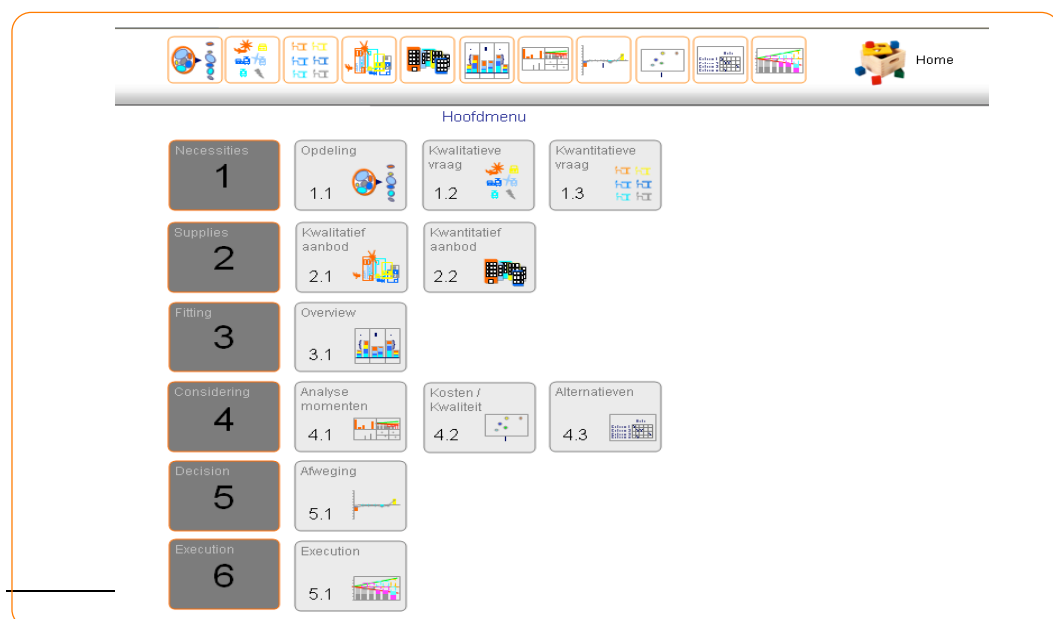 Home
Hoofdmenu
Necessities
1
Opdeling
1.1
Kwalitatieve
vraag
1.2
Kwantitatieve
vraag
1.3
Supplies
2
Kwalitatief
aanbod
2.1
Kwantitatief
aanbod
2.2
Fitting
3
Overview
3.1
Considering
4
Analyse
momenten
4.1
Kosten /
Kwaliteit
4.2
Alternatieven
4.3
Decision
5
Afweging
5.1
Execution
6
Execution
5.1